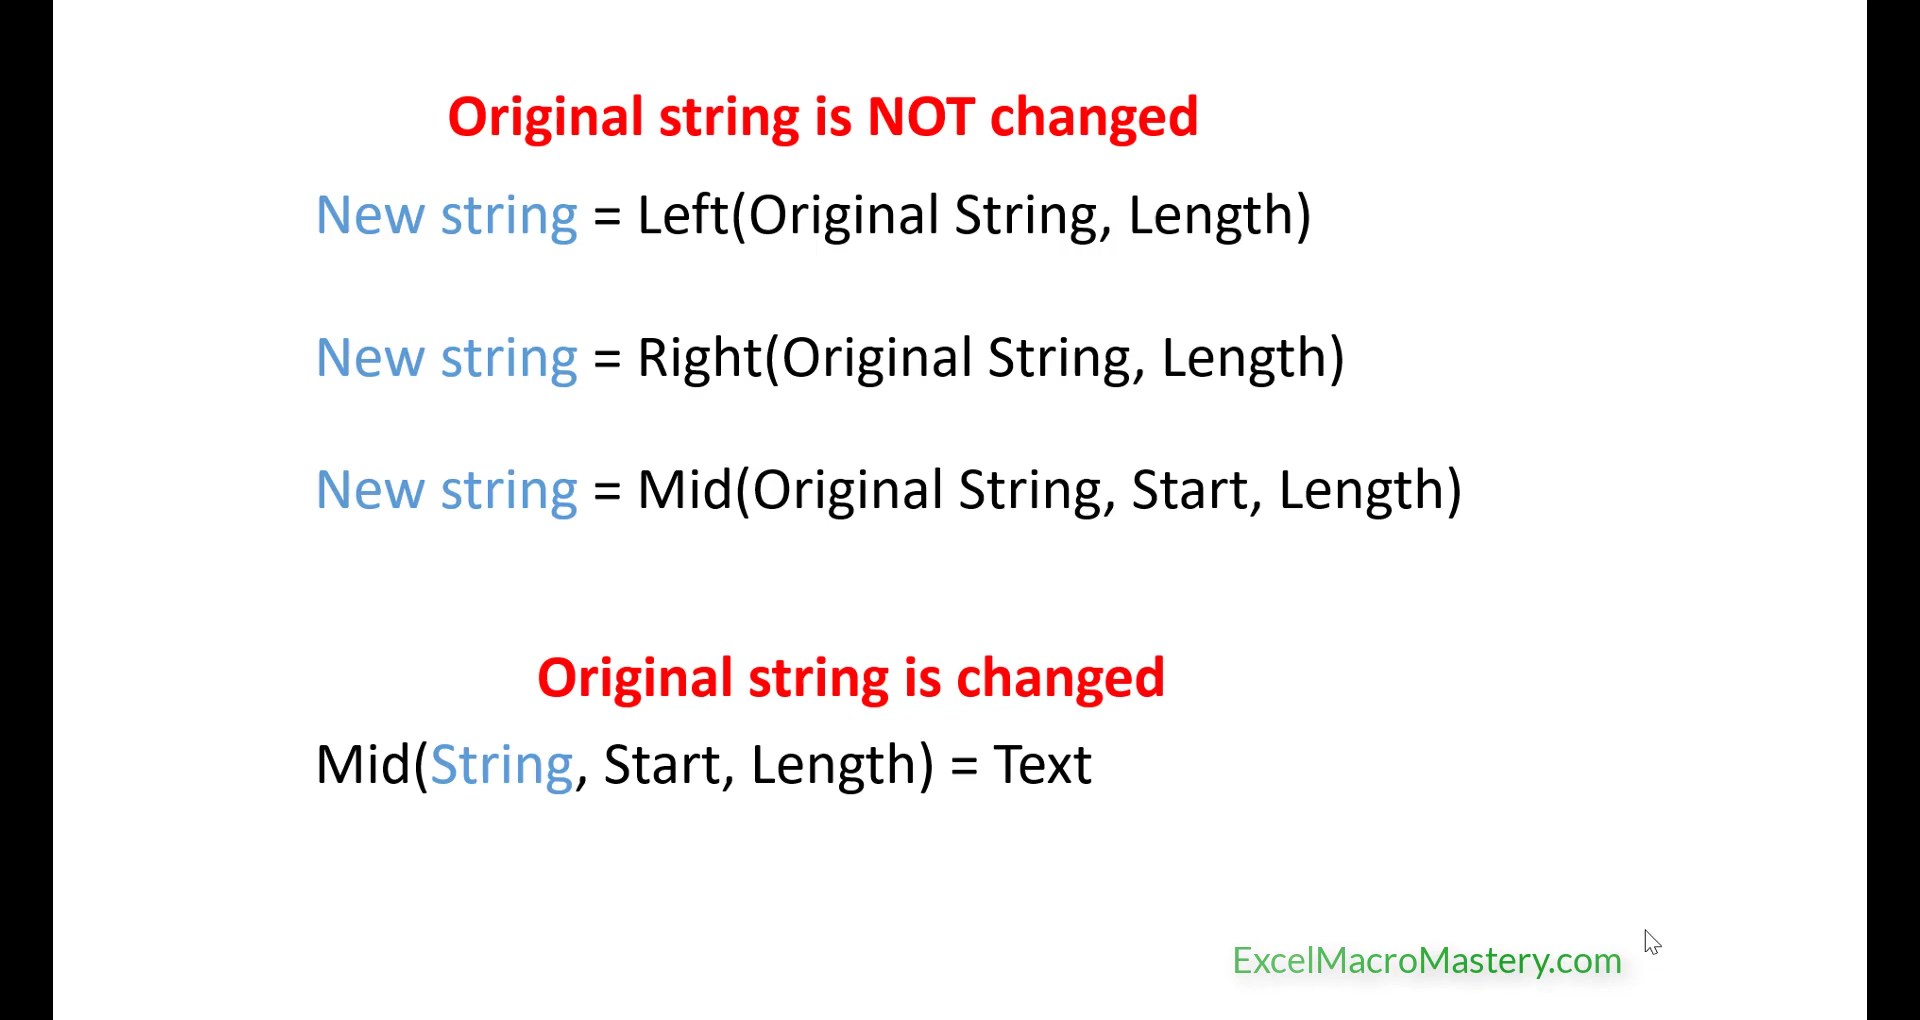 Original string is NOT changed
New string = Left(Original String, Length)
New string = Right(Original String, Length)
New string = Mid(Original String, Start, Length)
Original string is changed
Mid(String, Start, Length) = Text
ExcelMacroMastery.com